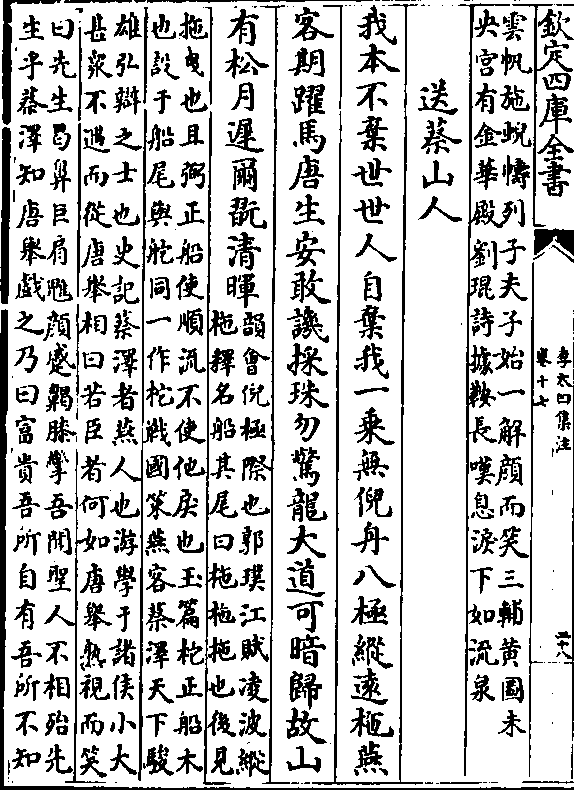 欽定四庫全書
李太白集注
卷十七
二十八
雲帆施蜺幬列子夫子始一解顔而笑三輔黄圖未
央宫有金華殿劉琨詩據鞍長嘆息淚下如流泉
送蔡山人
我本不棄世世人自棄我一乘無倪舟八極縱遠柂燕
客期躍馬唐生安敢譏採珠勿驚龍大道可暗歸故山
有松月遲爾翫清暉
韻會倪極際也郭璞江賦凌波縱
柂釋名船其尾曰柂柂拖也後見
拖曳也且弼正船使順流不使他戾也玉篇柁正船木
也設于船尾與舵同一作柁戰國策燕客蔡澤天下駿
雄弘辯之士也史記蔡澤者燕人也游學于諸侯小大
甚衆不遇而從唐舉相曰若臣者何如唐舉熟視而笑
曰先生曷鼻巨肩魋顔蹙齃膝攣吾聞聖人不相殆先
生乎蔡澤知唐舉戲之乃曰富貴吾所自有吾所不知